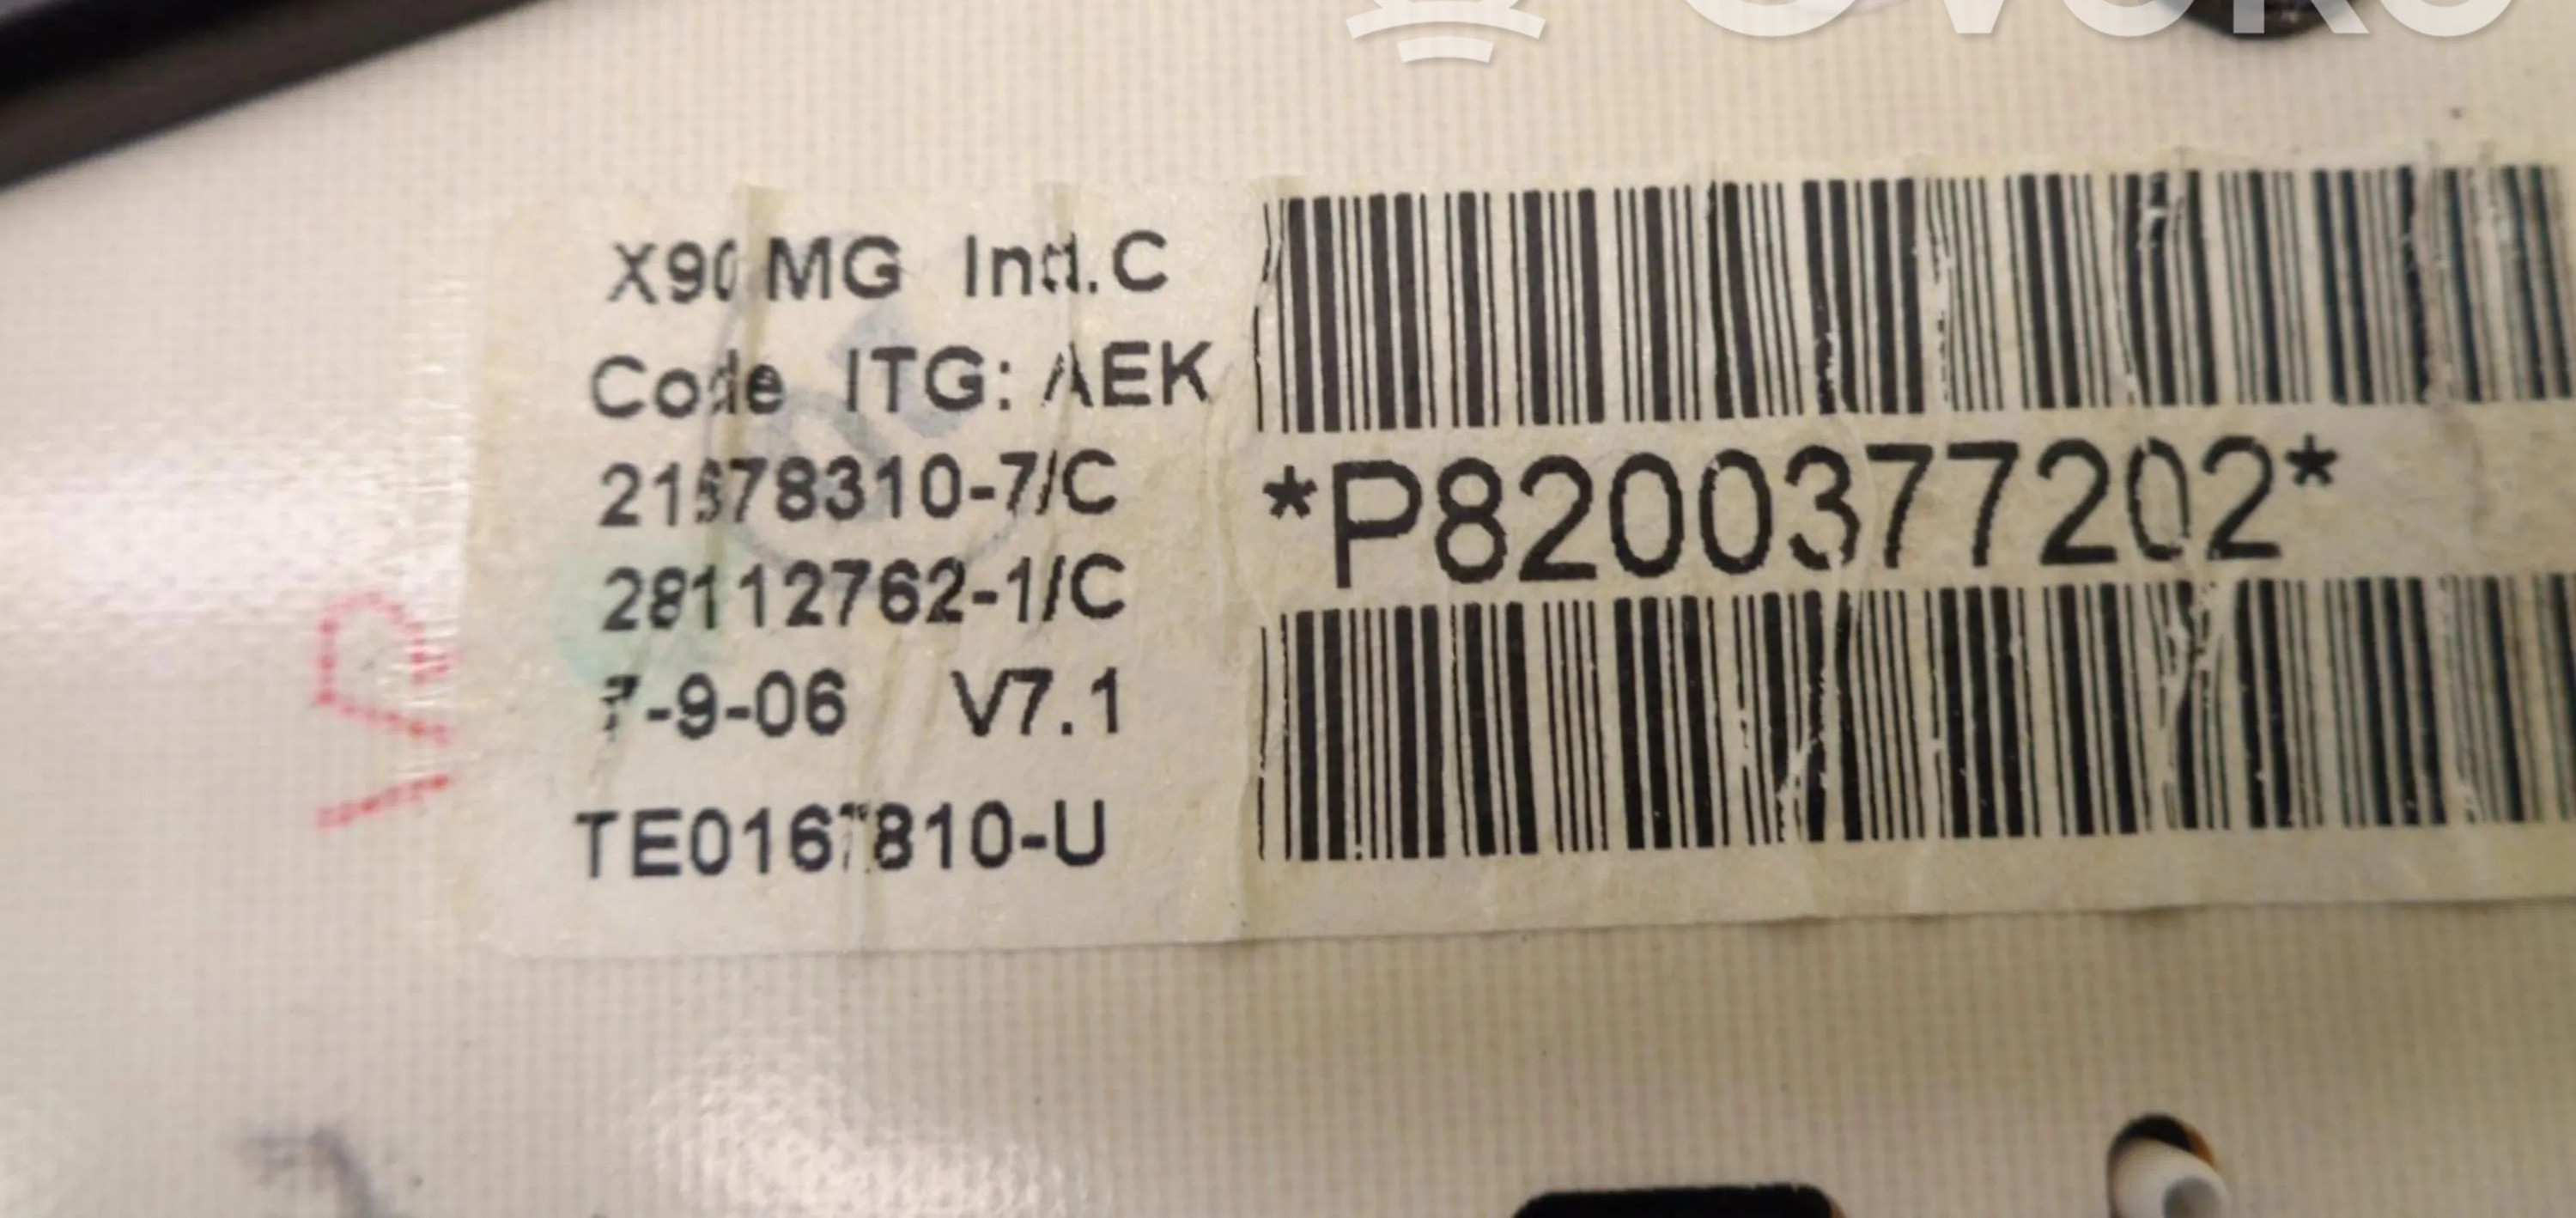 X90 MG Ind.C
Code ITG: AEK
21678310-7/C
28112762-1/C
7-9-06 V7.1
TE0167810-U
*P8200377202*